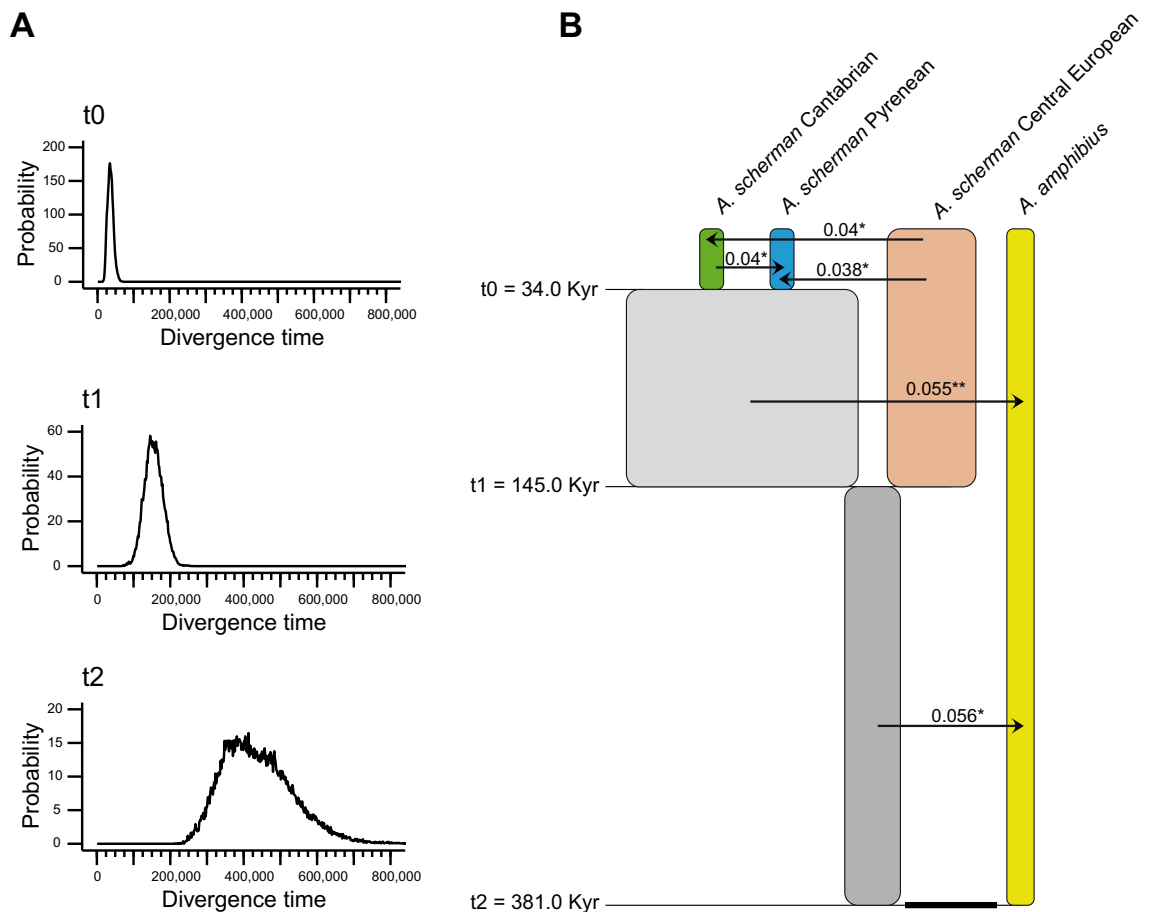 A
t0
200
150
100
50
0
Probability
0 200,000 400,000 600,000 800,000
Divergence time
t1
60
40
20
0
Probability
0 200,000 400,000 600,000 800,000
Divergence time
t2
20
15
10
5
0
Probability
0 200,000 400,000 600,000 800,000
Divergence time
B
A. scherman Cantabrian
A. scherman Pyrenean
A. scherman Central European
A. amphibius
0.04*
0.04*
0.038*
t0 = 34.0 Kyr
0.055**
t1 = 145.0 Kyr
0.056*
t2 = 381.0 Kyr